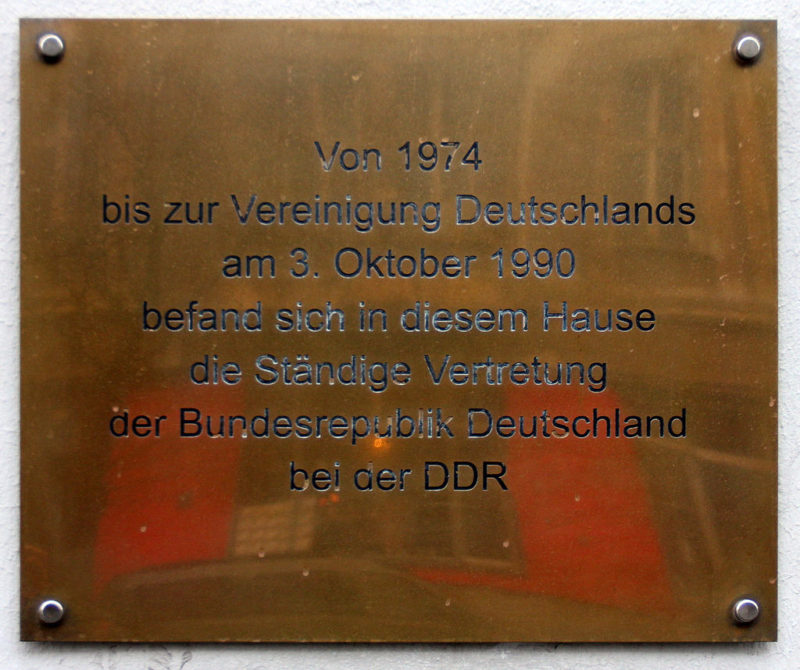 Von 1974
bis zur Vereinigung Deutschlands
am 3. Oktober 1990
befand sich in diesem Hause
die Ständige Vertretung
der Bundesrepublik Deutschland
bei der DDR